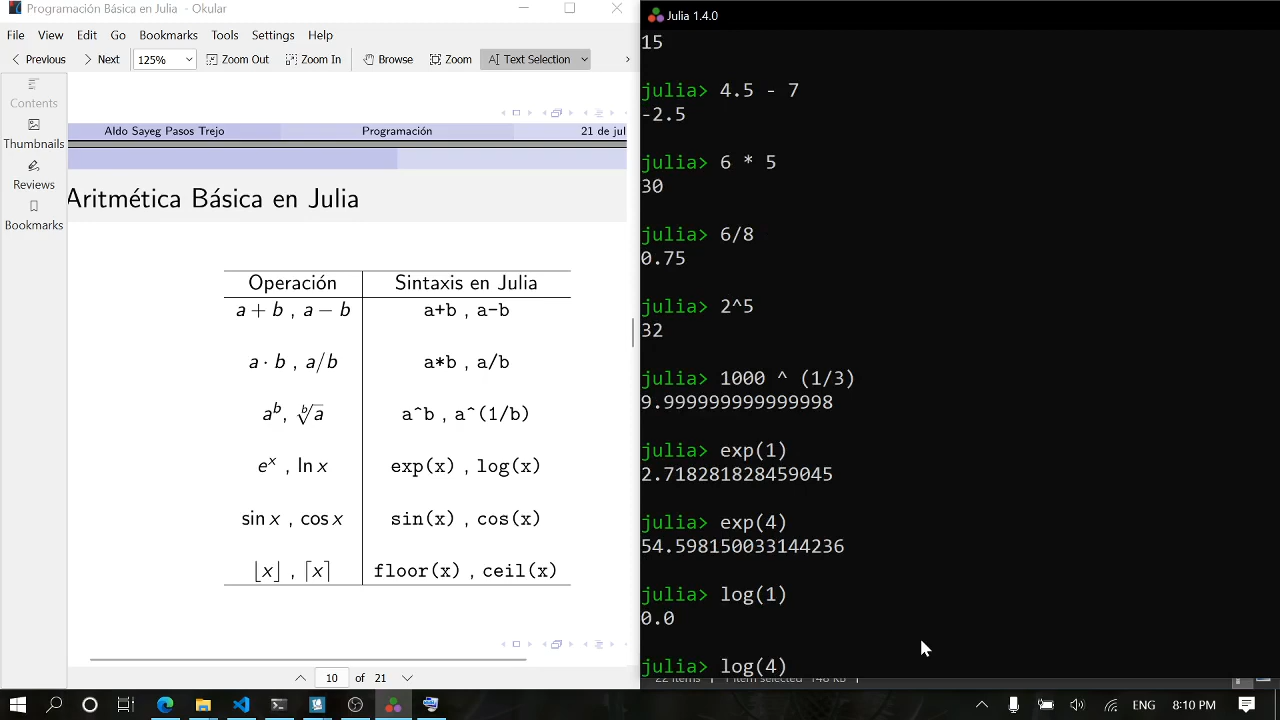 Programación Básica en Julia - Okular
File View Edit Go Bookmarks Tools Settings Help
Previous Next 125% Zoom Out Zoom In Browse Zoom Text Selection
Contents
Thumbnails
Reviews
Bookmarks
Aldo Sayeg Pasos Trejo Programación 21 de jul
Aritmética Básica en Julia
Operación Sintaxis en Julia
a + b , a − b a+b , a-b
a · b , a/b a*b , a/b
a^b, ᵇ√a a^b , a^(1/b)
e^x , ln x exp(x) , log(x)
sin x , cos x sin(x) , cos(x)
⌊x⌋ , ⌈x⌉ floor(x) , ceil(x)
10 of 21
Julia 1.4.0
15
julia> 4.5 - 7
-2.5
julia> 6 * 5
30
julia> 6/8
0.75
julia> 2^5
32
julia> 1000 ^ (1/3)
9.999999999999998
julia> exp(1)
2.718281828459045
julia> exp(4)
54.598150033144236
julia> log(1)
0.0
julia> log(4)
ENG 8:10 PM